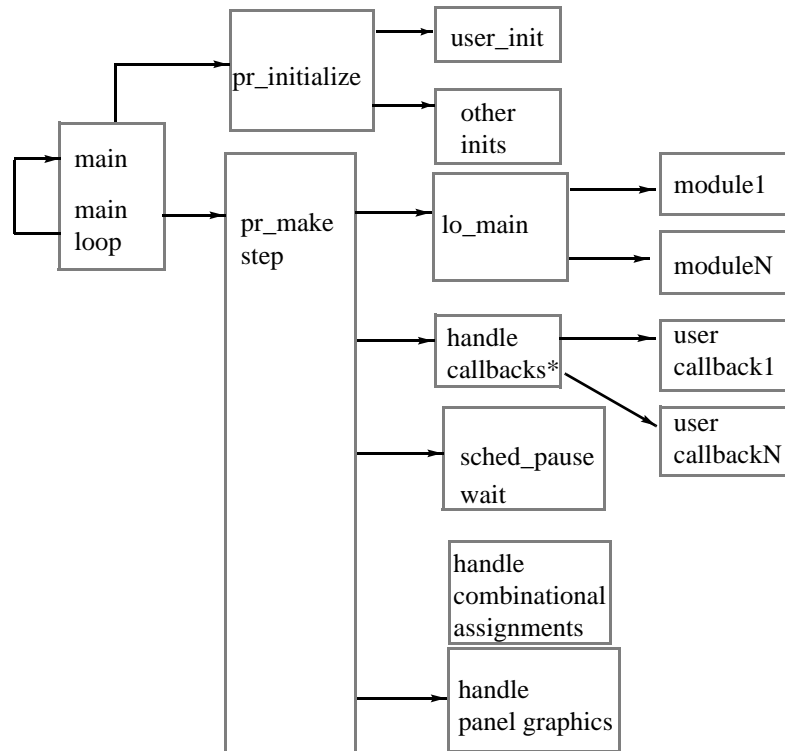 user_init
pr_initialize
other
inits
main
main
loop
pr_make
step
lo_main
module1
moduleN
handle
callbacks*
user
callback1
user
callbackN
sched_pause
wait
handle
combinational
assignments
handle
panel graphics